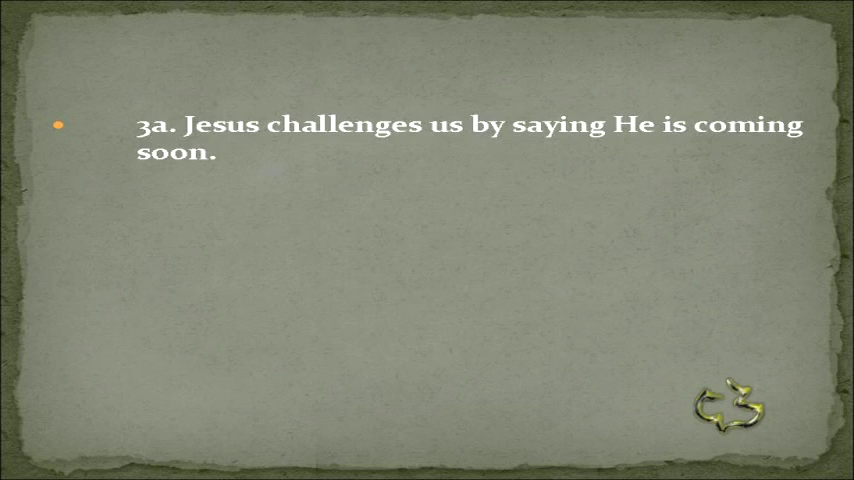 • 3a. Jesus challenges us by saying He is coming
soon.